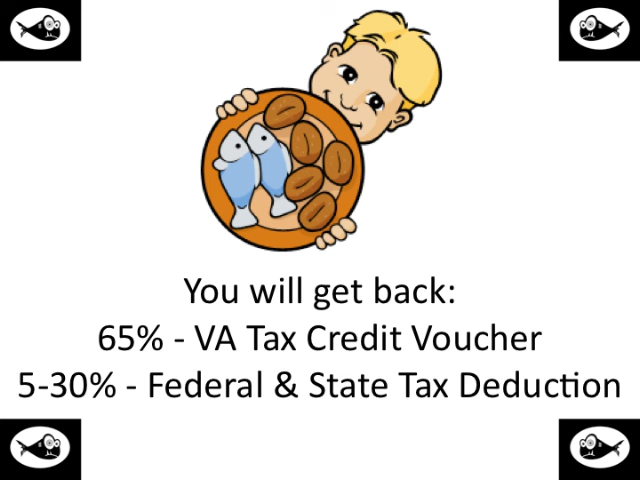 You will get back:
65% - VA Tax Credit Voucher
5-30% - Federal & State Tax Deduction